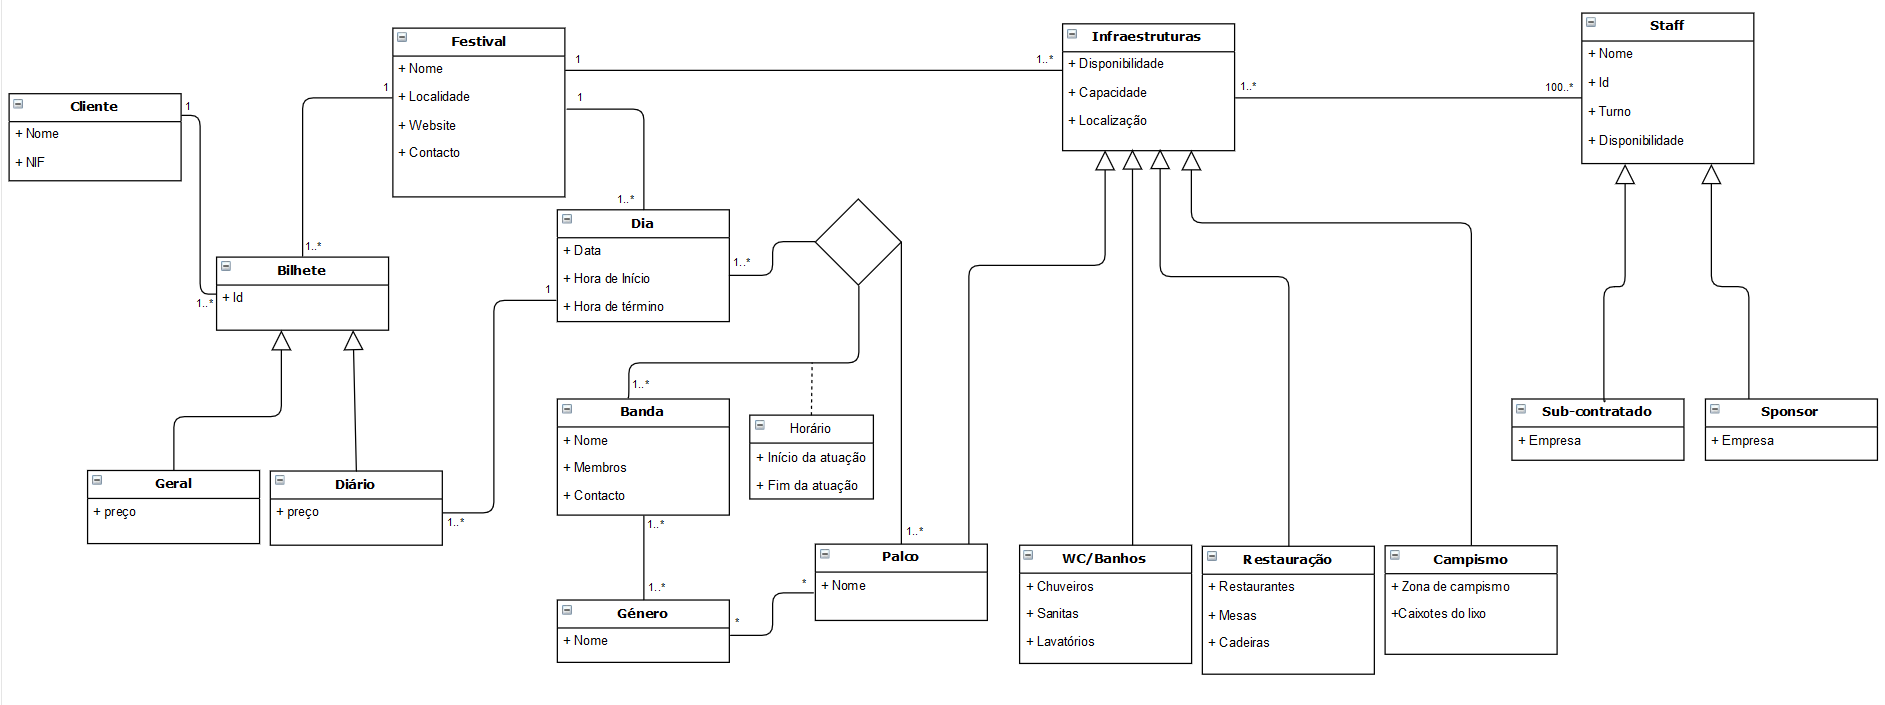 Festival
+ Nome
+ Localidade
+ Website
+ Contacto
1
1..*
Infraestruturas
+ Disponibilidade
+ Capacidade
+ Localização
1..*
100..*
Staff
+ Nome
+ Id
+ Turno
+ Disponibilidade
Cliente
+ Nome
+ NIF
1
1..*
1
1..*
1
1..*
Bilhete
+ Id
Dia
+ Data
+ Hora de Início
+ Hora de término
1..*
1
1..*
Geral
+ preço
Diário
+ preço
1..*
Banda
+ Nome
+ Membros
+ Contacto
Horário
+ Início da atuação
+ Fim da atuação
1..*
1..*
Género
+ Nome
*
*
1..*
Palco
+ Nome
WC/Banhos
+ Chuveiros
+ Sanitas
+ Lavatórios
Restauração
+ Restaurantes
+ Mesas
+ Cadeiras
Campismo
+ Zona de campismo
+Caixotes do lixo
Sub-contratado
+ Empresa
Sponsor
+ Empresa